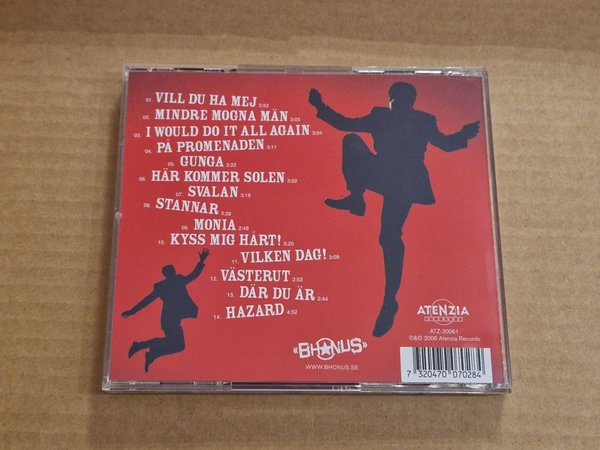 01. VILL DU HA MEJ 2:53
02. MINDRE MOGNA MÄN 3:03
03. I WOULD DO IT ALL AGAIN 3:54
04. PÅ PROMENADEN 3:11
05. GUNGA 2:22
06. HÄR KOMMER SOLEN 3:02
07. SVALAN 3:18
08. STANNAR 3:29
09. MONIA 2:49
10. KYSS MIG HÅRT! 3:20
11. VILKEN DAG! 3:09
12. VÄSTERUT 2:53
13. DÄR DU ÄR 2:44
14. HAZARD 4:52
ATENZIA
RECORDS
ATZ 20061
℗&© 2006 Atenzia Records
«BHONUS»
WWW.BHONUS.SE
7 320470 070284